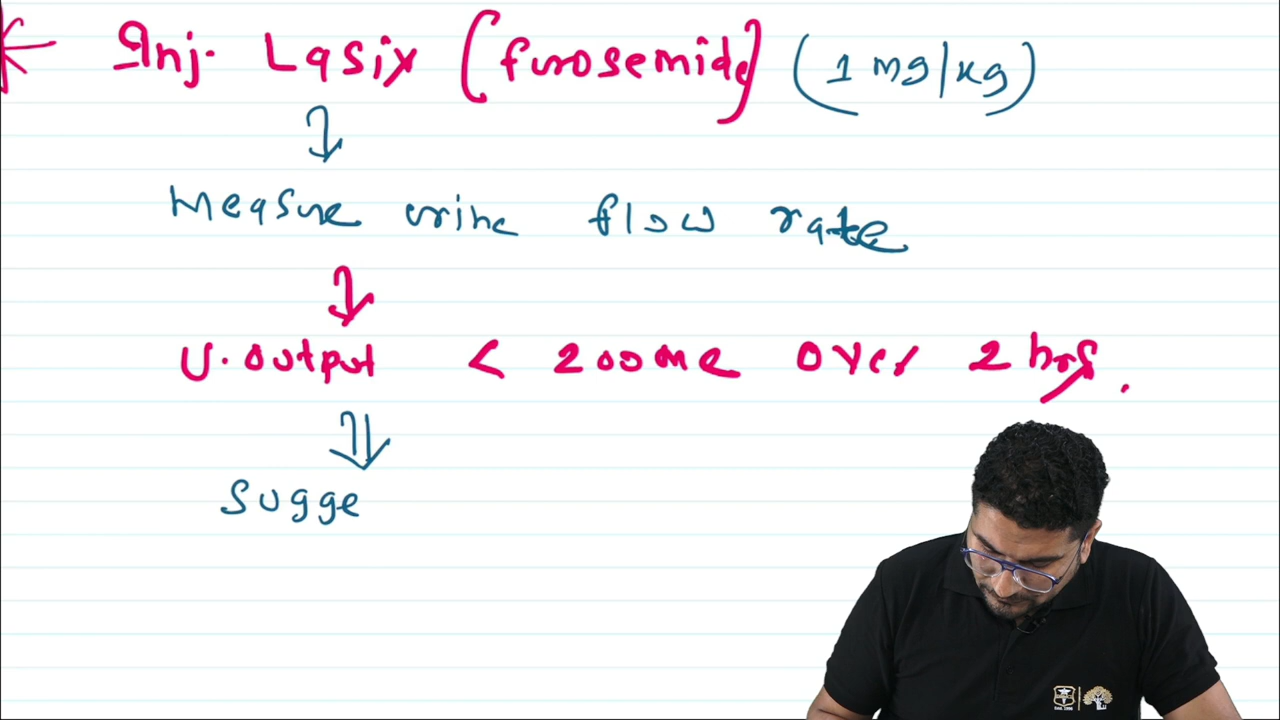 * Inj. Lasix [furosemide] (1 mg/kg)
Measure urine flow rate
U.output < 200ml over 2 hrs.
Sugge